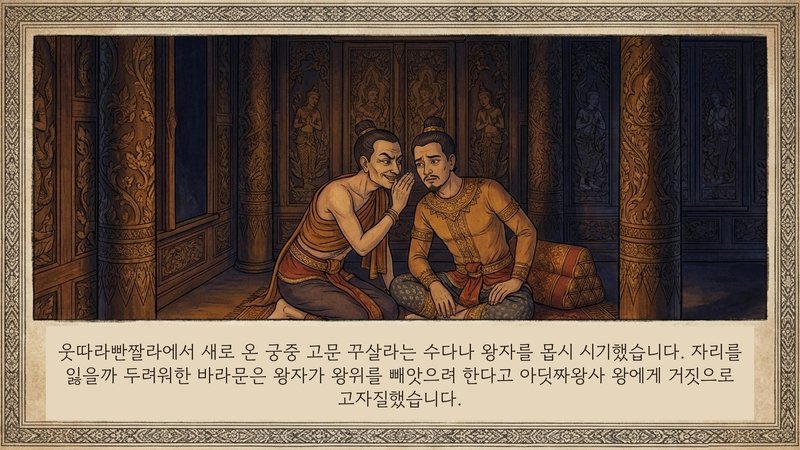 웃따라빤짤라에서 새로 온 궁중 고문 꾸살라는 수다나 왕자를 몹시 시기했습니다. 자리를
잃을까 두려워한 바라문은 왕자가 왕위를 빼앗으려 한다고 아딧짜왕사 왕에게 거짓으로
고자질했습니다.